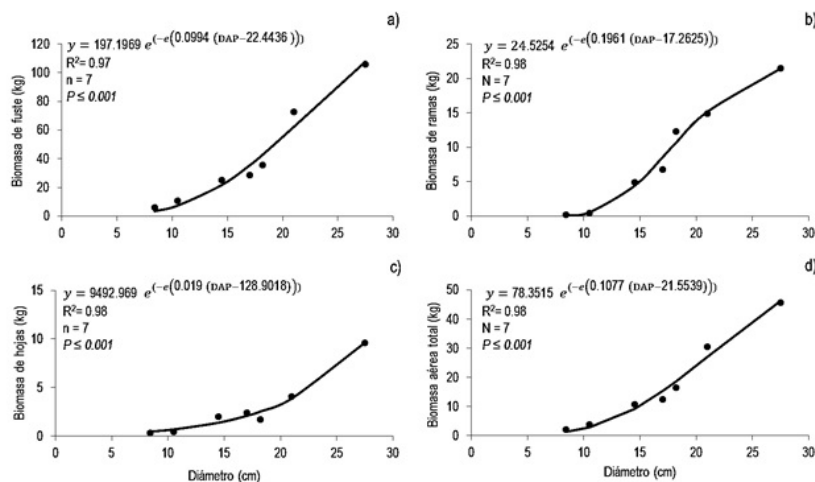 a)
y = 197.1969 e^(−e(0.0994 (DAP−22.4436 )))
R²= 0.97
n = 7
P ≤ 0.001
Biomasa de fuste (kg)
120
100
80
60
40
20
0
0 5 10 15 20 25 30
b)
y = 24.5254 e^(−e(0.1961 (DAP−17.2625)))
R²= 0.98
N = 7
P ≤ 0.001
Biomasa de ramas (kg)
25
20
15
10
5
0
0 5 10 15 20 25 30
c)
y = 9492.969 e^(−e(0.019 (DAP−128.9018)))
R²= 0.98
n = 7
P ≤ 0.001
Biomasa de hojas (kg)
15
10
5
0
0 5 10 15 20 25 30
Diámetro (cm)
d)
y = 78.3515 e^(−e(0.1077 (DAP−21.5539)))
R²= 0.98
N = 7
P ≤ 0.001
Biomasa aérea total (kg)
50
40
30
20
10
0
0 5 10 15 20 25 30
Diámetro (cm)